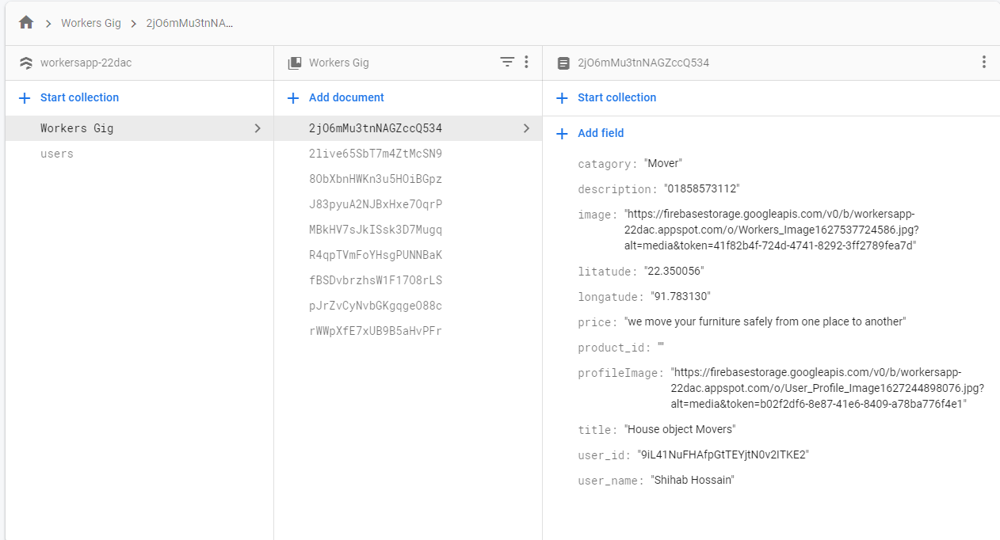 Workers Gig
2jO6mMu3tnNA…
workersapp-22dac
Workers Gig
2jO6mMu3tnNAGZccQ534
Start collection
Add document
Start collection
Workers Gig
users
2jO6mMu3tnNAGZccQ534
2live65SbT7m4ZtMcSN9
8ObXbnHWKn3u5HOiBGpz
J83pyuA2NJBxHxe7OqrP
MBkHV7sJkISsk3D7Mugq
R4qpTVmFoYHsgPUNNBaK
fBSDvbrzhsW1F17O8rLS
pJrZvCyNvbGKgqgeO88c
rWWpXfE7xUB9B5aHvPFr
Add field
catagory: "Mover"
description: "01858573112"
image: "https://firebasestorage.googleapis.com/v0/b/workersapp-
22dac.appspot.com/o/Workers_Image1627537724586.jpg?
alt=media&token=41f82b4f-724d-4741-8292-3ff2789fea7d"
litatude: "22.350056"
longatude: "91.783130"
price: "we move your furniture safely from one place to another"
product_id: ""
profileImage: "https://firebasestorage.googleapis.com/v0/b/workersapp-
22dac.appspot.com/o/User_Profile_Image1627244898076.jpg?
alt=media&token=b02f2df6-8e87-41e6-8409-a78ba776f4e1"
title: "House object Movers"
user_id: "9iL41NuFHAfpGtTEYjtN0v2ITKE2"
user_name: "Shihab Hossain"